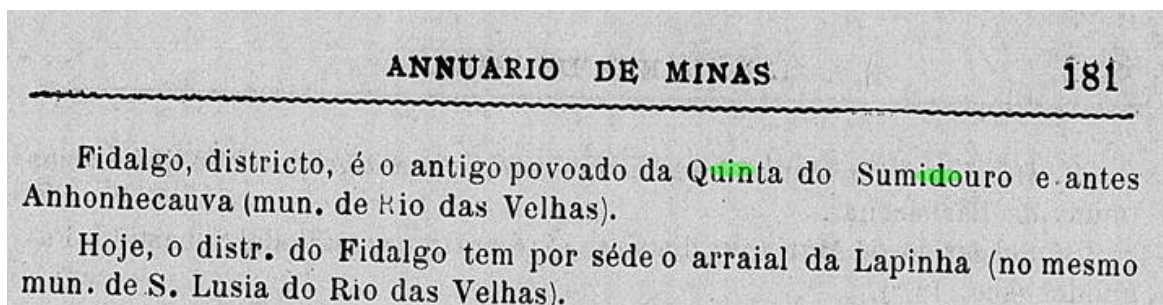 ANNUARIO DE MINAS 181
Fidalgo, districto, é o antigo povoado da Quinta do Sumidouro e antes
Anhonhecauva (mun. de Rio das Velhas).
Hoje, o distr. do Fidalgo tem por séde o arraial da Lapinha (no mesmo
mun. de S. Lusia do Rio das Velhas).